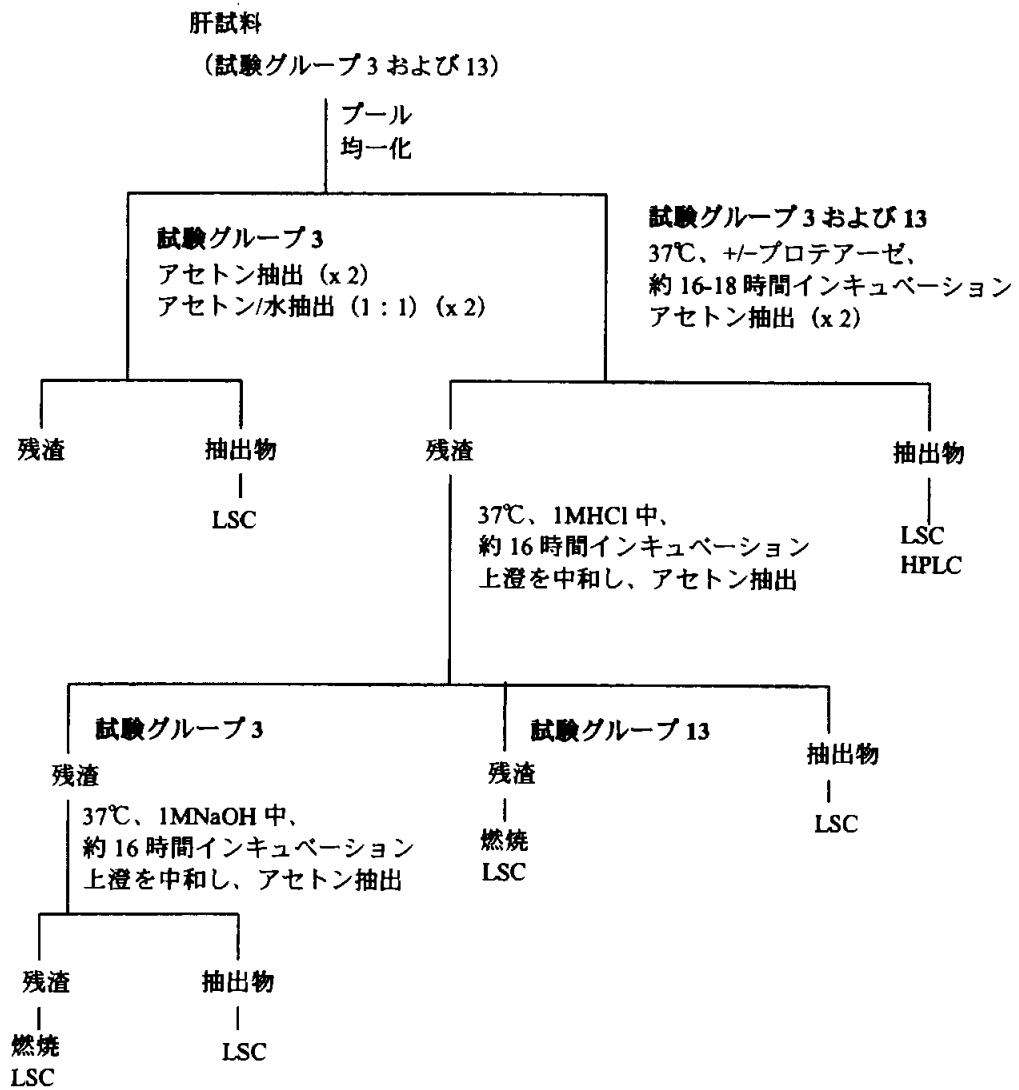 肝試料
（試験グループ 3 および 13）
プール
均一化
試験グループ 3
アセトン抽出（x 2）
アセトン/水抽出（1：1）(x 2)
試験グループ 3 および 13
37℃、+/−プロテアーゼ、
約 16-18 時間インキュベーション
アセトン抽出（x 2）
残渣
抽出物
LSC
残渣
抽出物
LSC
HPLC
37℃、1MHCl 中、
約 16 時間インキュベーション
上澄を中和し、アセトン抽出
試験グループ 3
残渣
試験グループ 13
残渣
燃焼
LSC
抽出物
LSC
37℃、1MNaOH 中、
約 16 時間インキュベーション
上澄を中和し、アセトン抽出
残渣
燃焼
LSC
抽出物
LSC